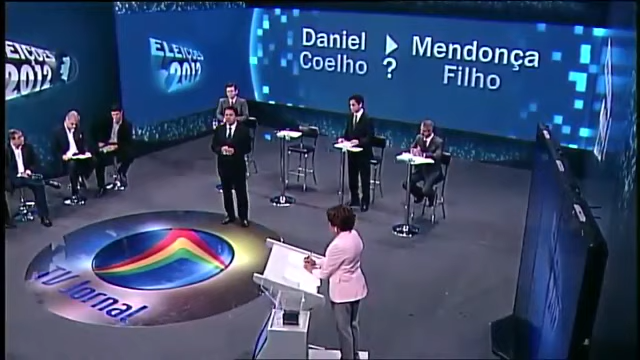 ELEIÇÕES
2012
ELEIÇÕES
2012
Daniel
Coelho
?
Mendonça
Filho
TV Jornal